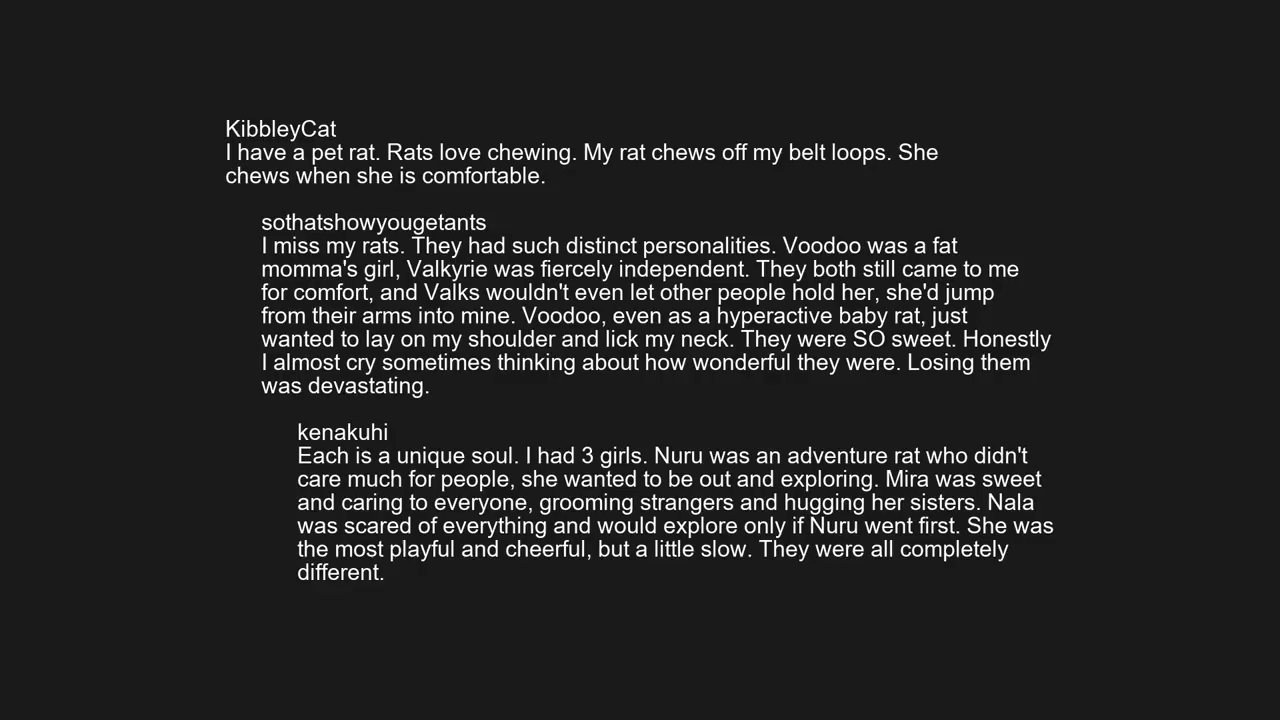 KibbleyCat
I have a pet rat. Rats love chewing. My rat chews off my belt loops. She
chews when she is comfortable.
sothatshowyougetants
I miss my rats. They had such distinct personalities. Voodoo was a fat
momma's girl, Valkyrie was fiercely independent. They both still came to me
for comfort, and Valks wouldn't even let other people hold her, she'd jump
from their arms into mine. Voodoo, even as a hyperactive baby rat, just
wanted to lay on my shoulder and lick my neck. They were SO sweet. Honestly
I almost cry sometimes thinking about how wonderful they were. Losing them
was devastating.
kenakuhi
Each is a unique soul. I had 3 girls. Nuru was an adventure rat who didn't
care much for people, she wanted to be out and exploring. Mira was sweet
and caring to everyone, grooming strangers and hugging her sisters. Nala
was scared of everything and would explore only if Nuru went first. She was
the most playful and cheerful, but a little slow. They were all completely
different.